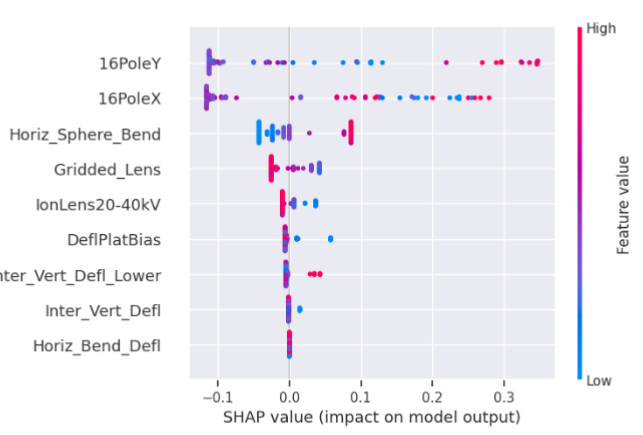 High
16PoleY
16PoleX
Horiz_Sphere_Bend
Gridded_Lens
IonLens20-40kV
DeflPlatBias
nter_Vert_Defl_Lower
Inter_Vert_Defl
Horiz_Bend_Defl
Feature value
Low
−0.1 0.0 0.1 0.2 0.3
SHAP value (impact on model output)